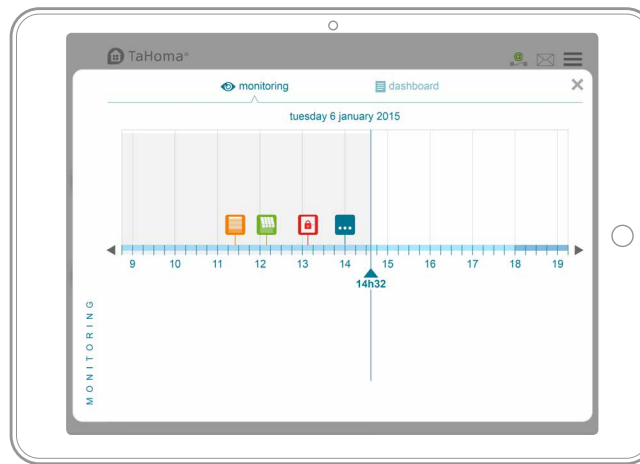 TaHoma®
@
monitoring
dashboard
tuesday 6 january 2015
9 10 11 12 13 14 15 16 17 18 19
14h32
MONITORING